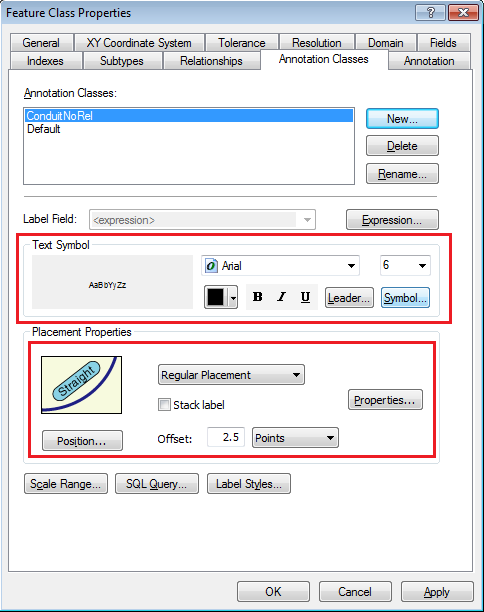 Feature Class Properties
General XY Coordinate System Tolerance Resolution Domain Fields
Indexes Subtypes Relationships Annotation Classes Annotation
Annotation Classes:
ConduitNoRel
Default
New...
Delete
Rename...
Label Field: <expression> Expression...
Text Symbol
AaBbYyZz
Arial 6
B I U Leader... Symbol...
Placement Properties
Straight
Regular Placement
Stack label
Properties...
Position... Offset: 2.5 Points
Scale Range... SQL Query... Label Styles...
OK Cancel Apply